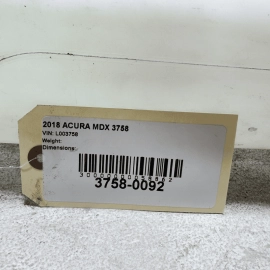 2018 ACURA MDX 3758
VIN: L003758
Weight:
Dimensions:
3758-0092